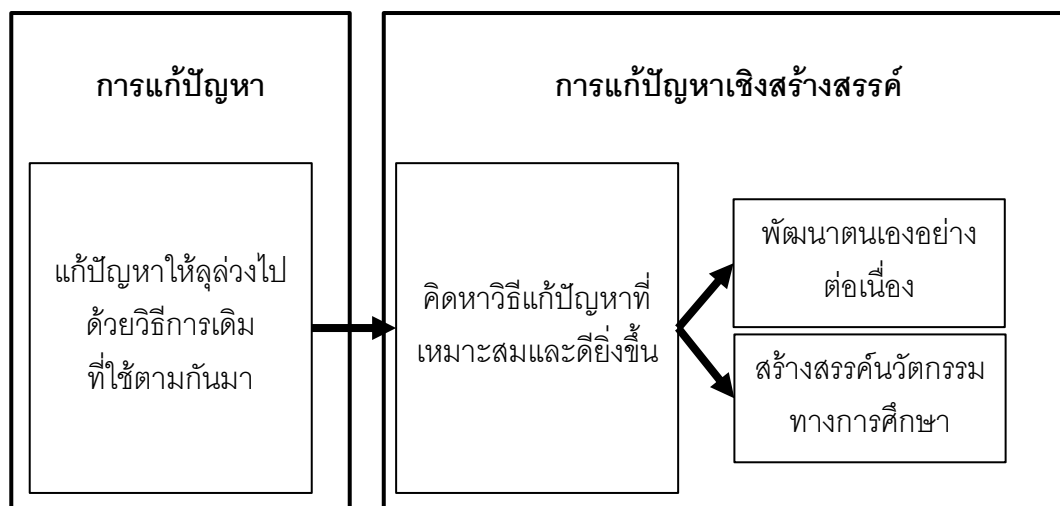 การแก้ปัญหา
แก้ปัญหาให้ลุล่วงไป
ด้วยวิธีการเดิม
ที่ใช้ตามกันมา
การแก้ปัญหาเชิงสร้างสรรค์
คิดหาวิธีแก้ปัญหาที่
เหมาะสมและดียิ่งขึ้น
พัฒนาตนเองอย่าง
ต่อเนื่อง
สร้างสรรค์นวัตกรรม
ทางการศึกษา